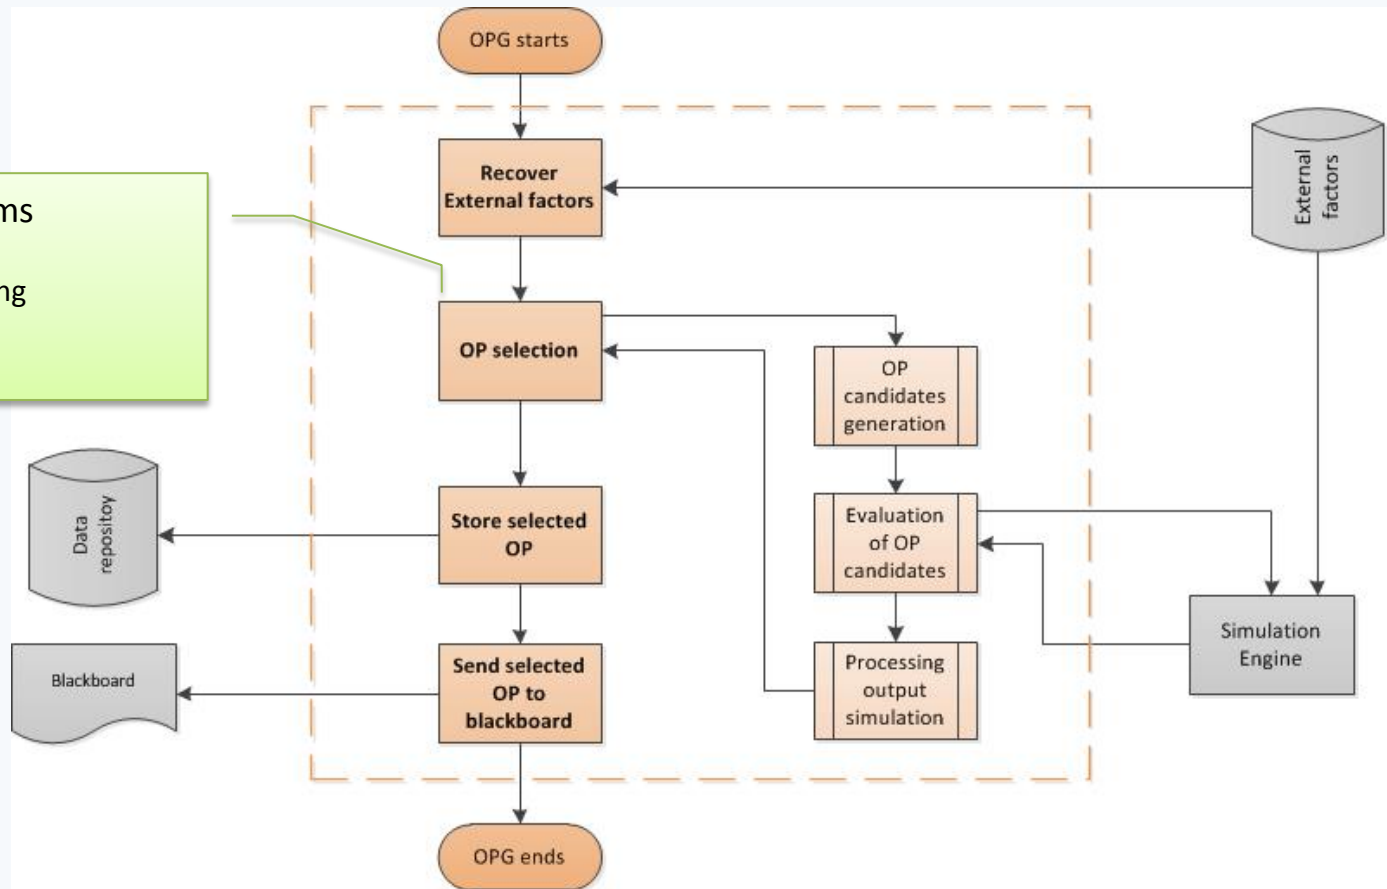 OPG starts
Recover
External factors
External
factors
ms
ng
OP selection
OP
candidates
generation
Data
repositoy
Store selected
OP
Evaluation
of OP
candidates
Simulation
Engine
Blackboard
Send selected
OP to
blackboard
Processing
output
simulation
OPG ends